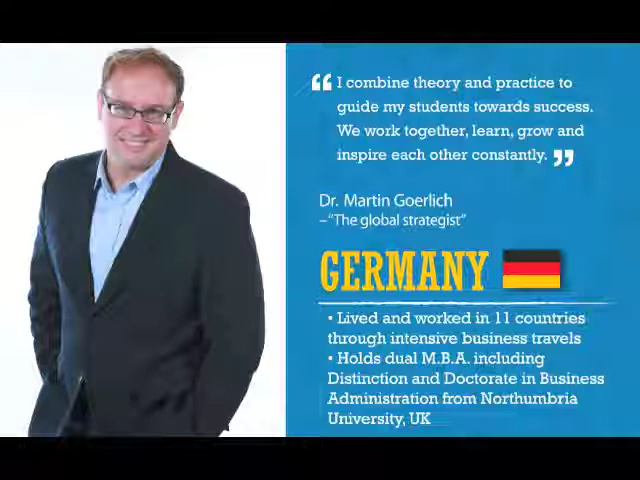 “ I combine theory and practice to
guide my students towards success.
We work together, learn, grow and
inspire each other constantly. ”
Dr. Martin Goerlich
–“The global strategist”
GERMANY
• Lived and worked in 11 countries
through intensive business travels
• Holds dual M.B.A. including
Distinction and Doctorate in Business
Administration from Northumbria
University, UK